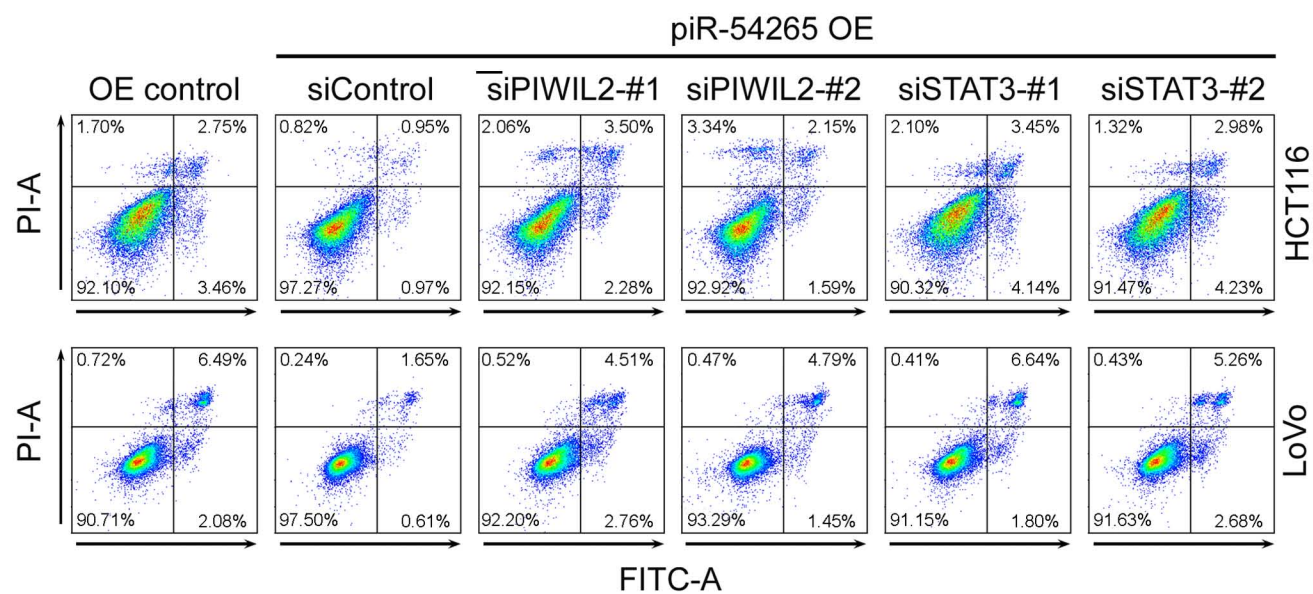 piR-54265 OE
OE control siControl siPIWIL2-#1 siPIWIL2-#2 siSTAT3-#1 siSTAT3-#2
1.70% 2.75% 0.82% 0.95% 2.06% 3.50% 3.34% 2.15% 2.10% 3.45% 1.32% 2.98%
PI-A
HCT116
92.10% 3.46% 97.27% 0.97% 92.15% 2.28% 92.92% 1.59% 90.32% 4.14% 91.47% 4.23%
0.72% 6.49% 0.24% 1.65% 0.52% 4.51% 0.47% 4.79% 0.41% 6.64% 0.43% 5.26%
PI-A
LoVo
90.71% 2.08% 97.50% 0.61% 92.20% 2.76% 93.29% 1.45% 91.15% 1.80% 91.63% 2.68%
FITC-A